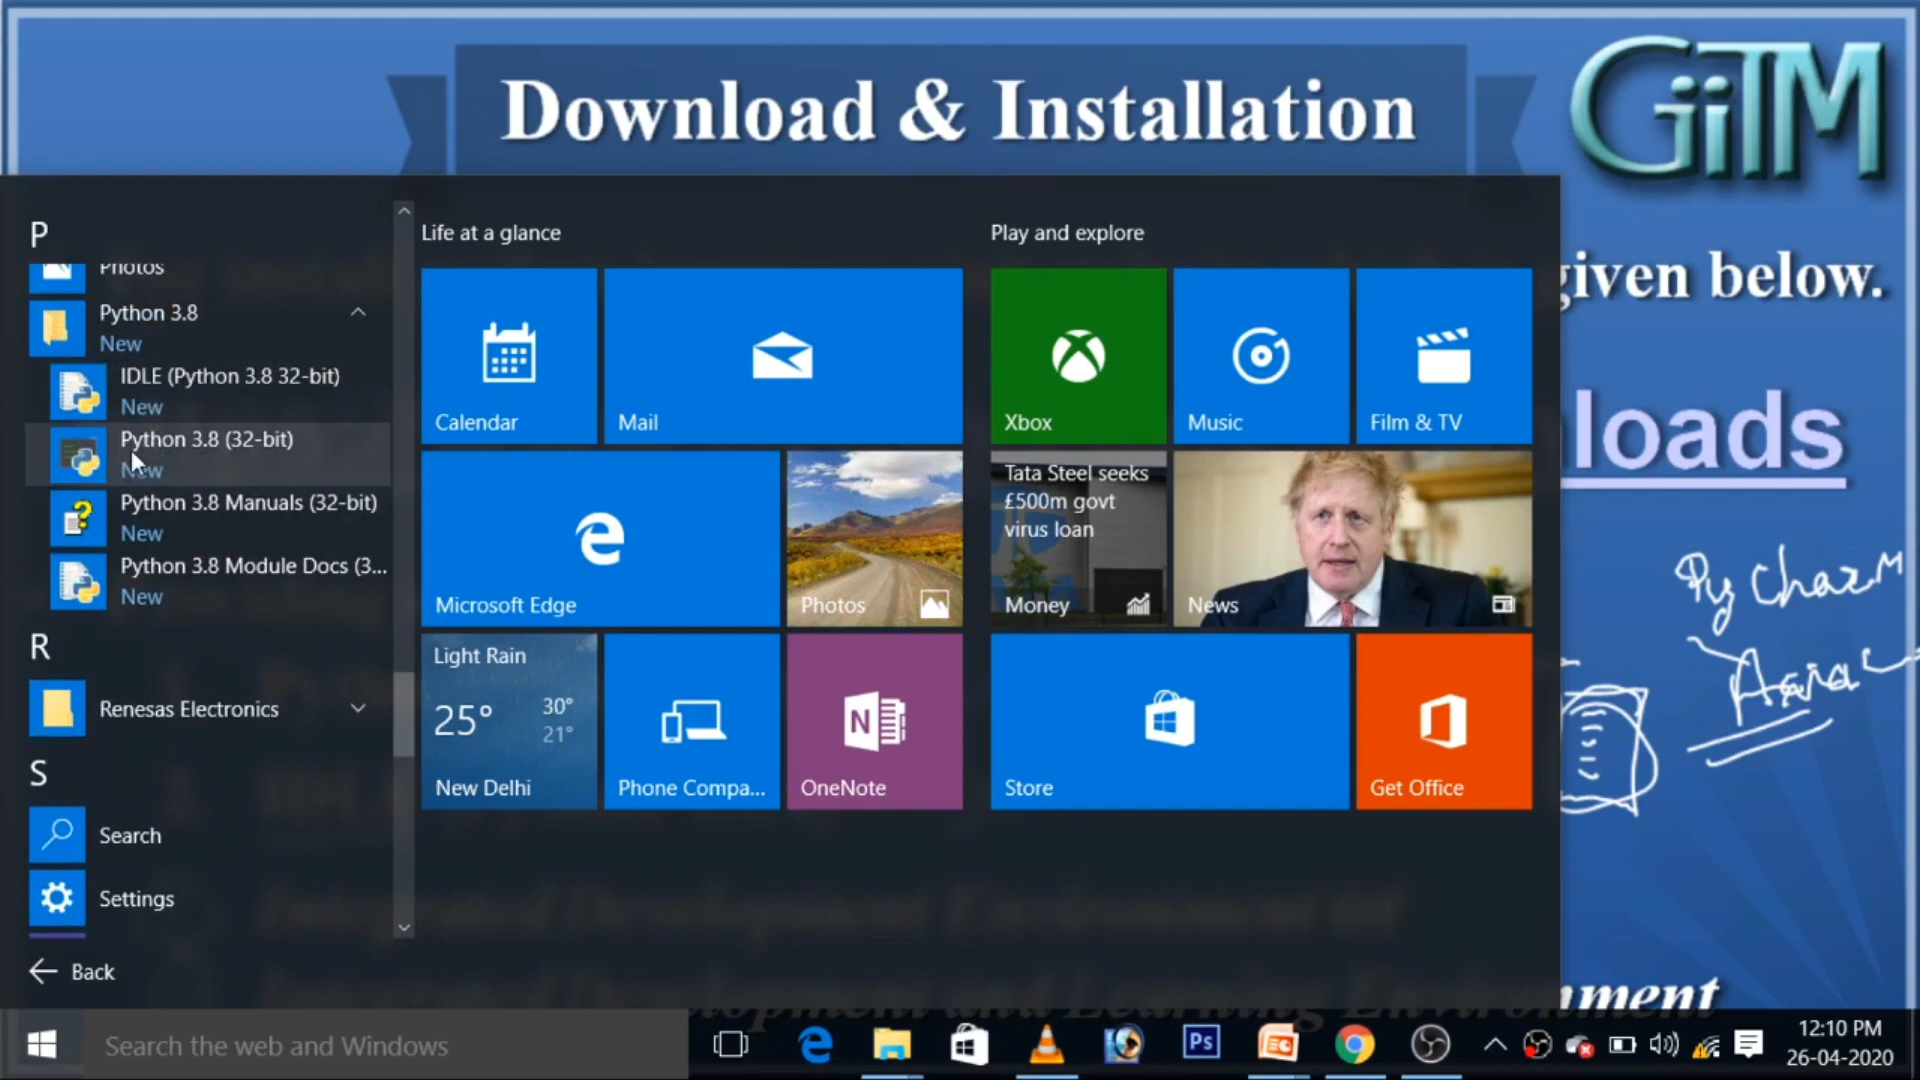 Download & Installation
GiiTM
given below.
loads
Py Charm
nment
P
Photos
Python 3.8
New
IDLE (Python 3.8 32-bit)
New
Python 3.8 (32-bit)
New
Python 3.8 Manuals (32-bit)
New
Python 3.8 Module Docs (3...
New
R
Renesas Electronics
S
Search
Settings
Back
Life at a glance
Calendar
Mail
Microsoft Edge
Photos
Light Rain
25° 30°
21°
New Delhi
Phone Compa...
N
OneNote
Play and explore
Xbox
Music
Film & TV
Tata Steel seeks
£500m govt
virus loan
Money
News
Store
Get Office
Search the web and Windows
Ps
12:10 PM
26-04-2020